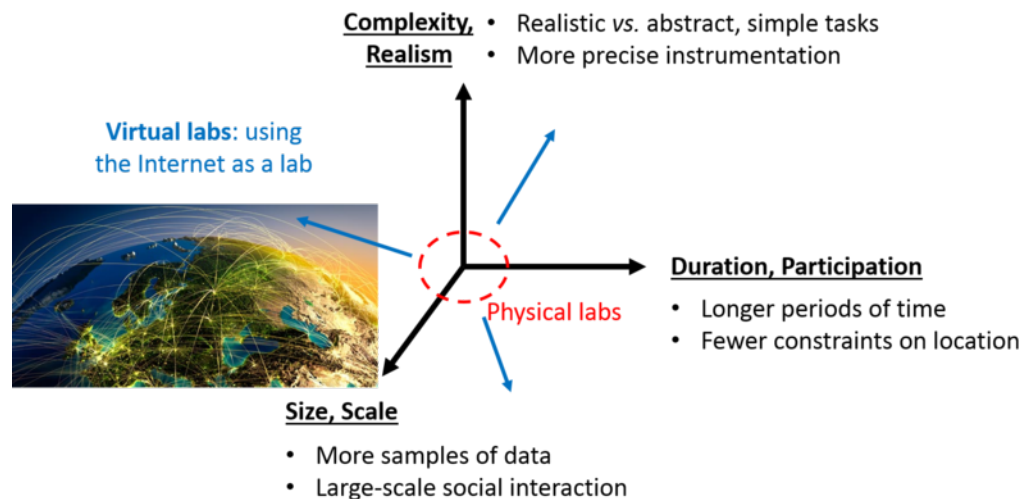 Complexity,
Realism
• Realistic vs. abstract, simple tasks
• More precise instrumentation
Virtual labs: using
the Internet as a lab
Physical labs
Duration, Participation
• Longer periods of time
• Fewer constraints on location
Size, Scale
• More samples of data
• Large-scale social interaction